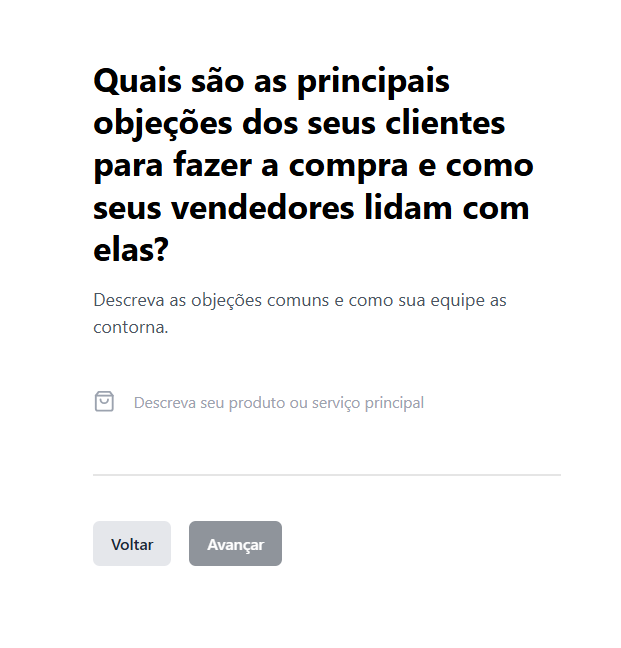 Quais são as principais
objeções dos seus clientes
para fazer a compra e como
seus vendedores lidam com
elas?
Descreva as objeções comuns e como sua equipe as
contorna.
Descreva seu produto ou serviço principal
Voltar
Avançar